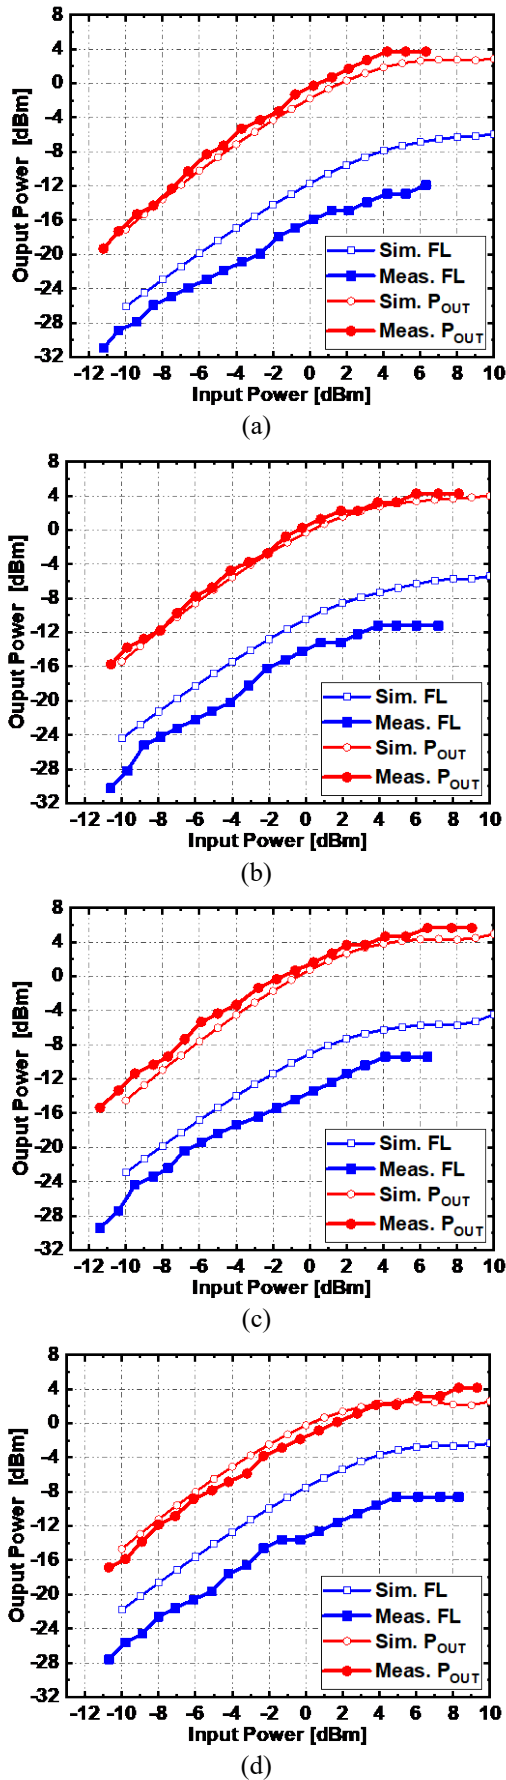 8
4
0
-4
-8
-12
-16
-20
-24
-28
-32
Ouput Power [dBm]
Sim. FL
Meas. FL
Sim. POUT
Meas. POUT
-12 -10 -8 -6 -4 -2 0 2 4 6 8 10
Input Power [dBm]
(a)
8
4
0
-4
-8
-12
-16
-20
-24
-28
-32
Ouput Power [dBm]
Sim. FL
Meas. FL
Sim. POUT
Meas. POUT
-12 -10 -8 -6 -4 -2 0 2 4 6 8 10
Input Power [dBm]
(b)
8
4
0
-4
-8
-12
-16
-20
-24
-28
-32
Ouput Power [dBm]
Sim. FL
Meas. FL
Sim. POUT
Meas. POUT
-12 -10 -8 -6 -4 -2 0 2 4 6 8 10
Input Power [dBm]
(c)
8
4
0
-4
-8
-12
-16
-20
-24
-28
-32
Ouput Power [dBm]
Sim. FL
Meas. FL
Sim. POUT
Meas. POUT
-12 -10 -8 -6 -4 -2 0 2 4 6 8 10
Input Power [dBm]
(d)